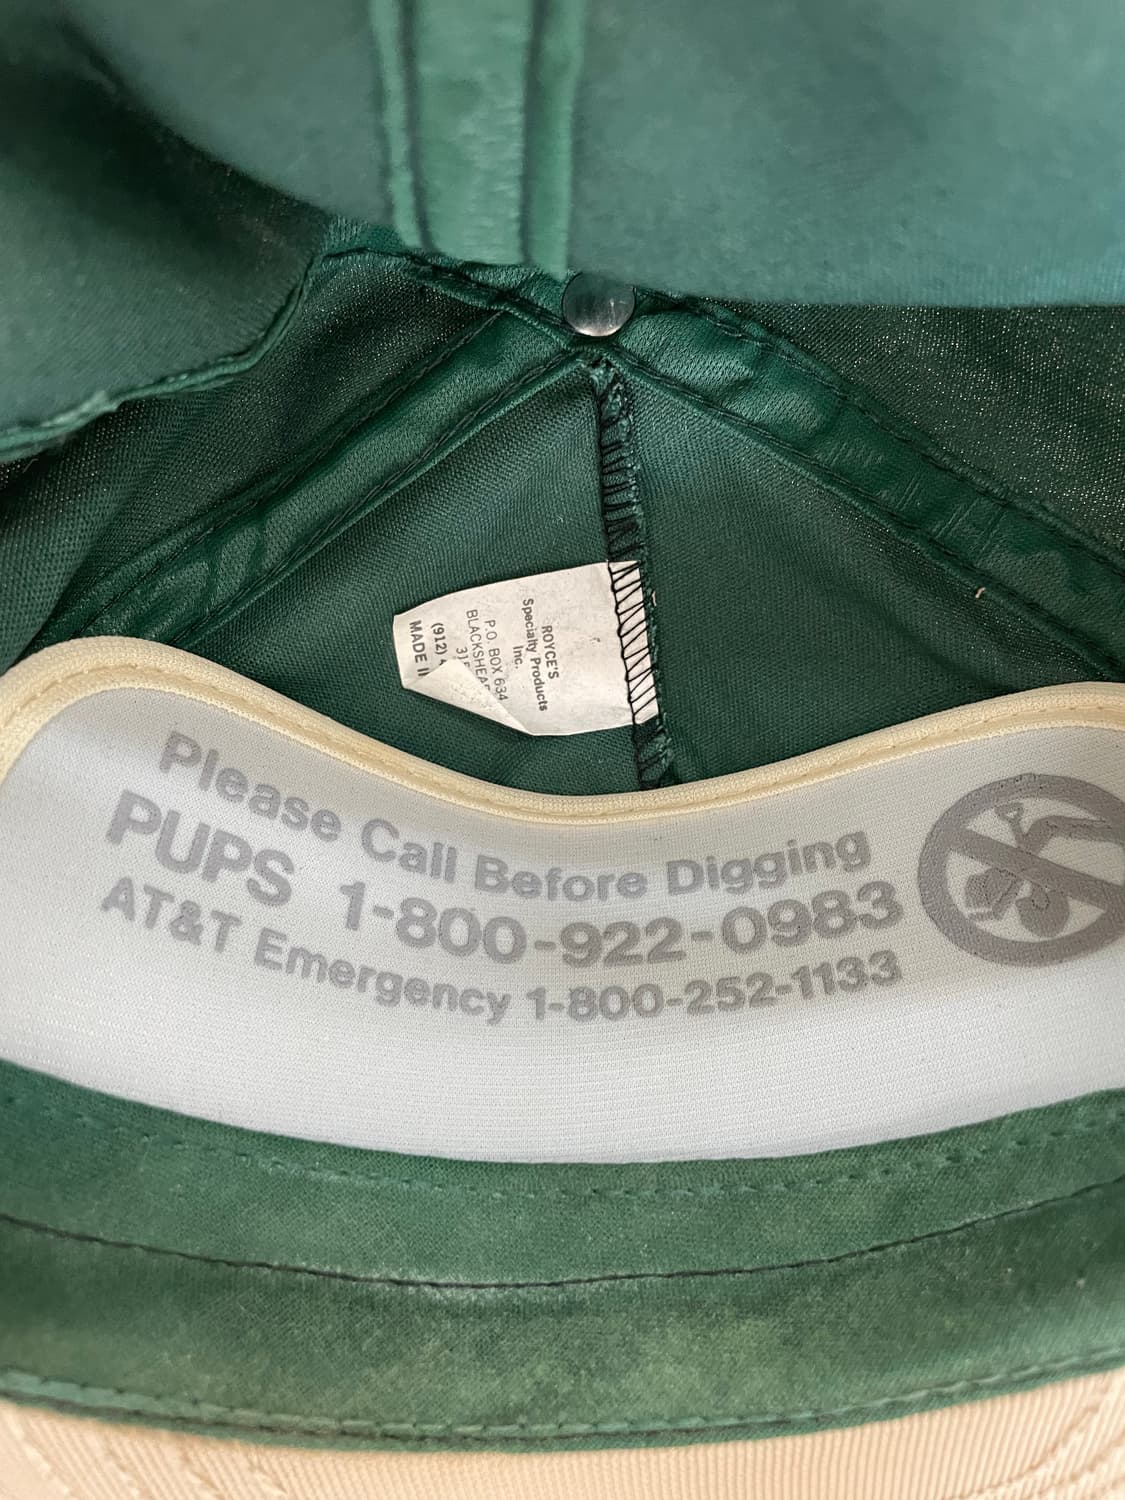 ROYCE'S
Specialty Products
Inc.
P.O. BOX 634
(912)
MADE
Please Call Before Digging
PUPS 1-800-922-0983
AT&T Emergency 1-800-252-1133